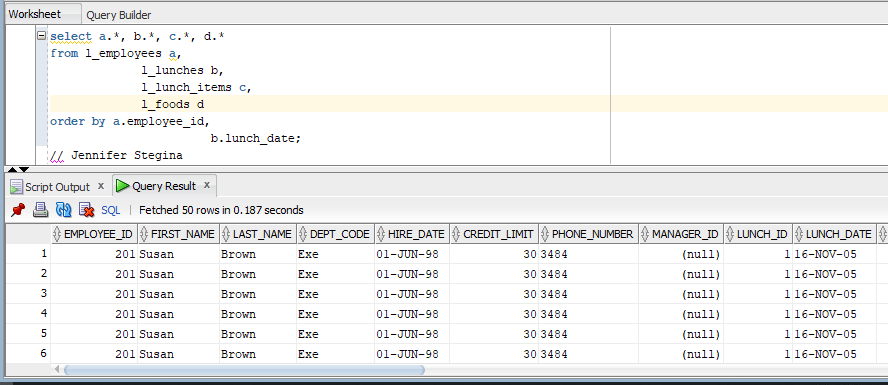 Worksheet Query Builder
select a.*, b.*, c.*, d.*
from l_employees a,
l_lunches b,
l_lunch_items c,
l_foods d
order by a.employee_id,
b.lunch_date;
// Jennifer Stegina
Script Output x Query Result x
SQL | Fetched 50 rows in 0.187 seconds
EMPLOYEE_ID FIRST_NAME LAST_NAME DEPT_CODE HIRE_DATE CREDIT_LIMIT PHONE_NUMBER MANAGER_ID LUNCH_ID LUNCH_DATE
1 201 Susan Brown Exe 01-JUN-98 30 3484 (null) 1 16-NOV-05
2 201 Susan Brown Exe 01-JUN-98 30 3484 (null) 1 16-NOV-05
3 201 Susan Brown Exe 01-JUN-98 30 3484 (null) 1 16-NOV-05
4 201 Susan Brown Exe 01-JUN-98 30 3484 (null) 1 16-NOV-05
5 201 Susan Brown Exe 01-JUN-98 30 3484 (null) 1 16-NOV-05
6 201 Susan Brown Exe 01-JUN-98 30 3484 (null) 1 16-NOV-05